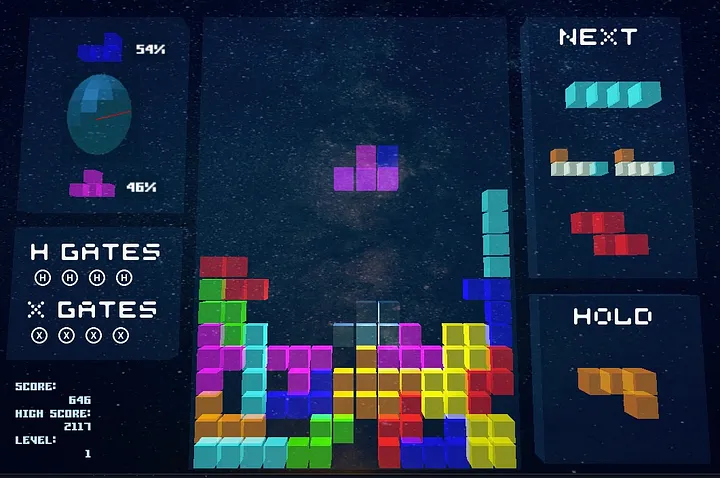 54%
46%
H GATES
H H H H
X GATES
X X X X
SCORE:
646
HIGH SCORE:
2117
LEVEL:
1
NEXT
HOLD